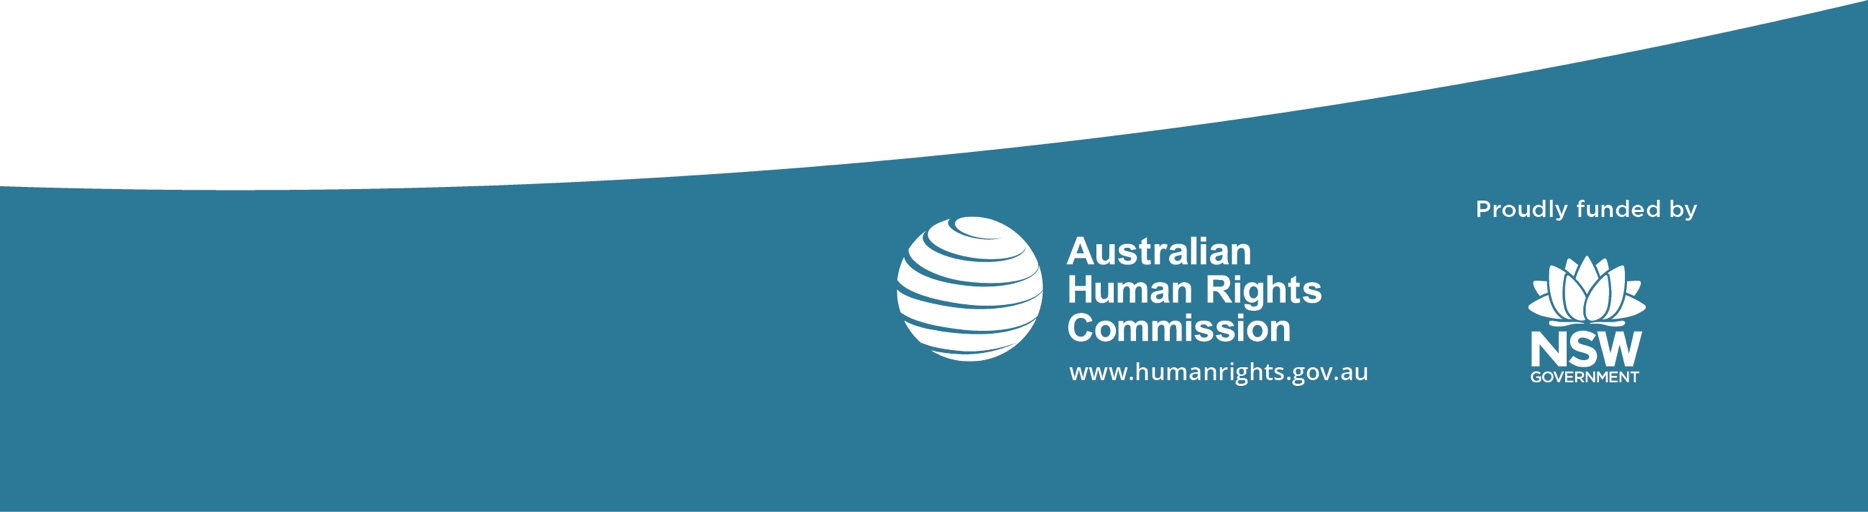 Australian
Human Rights
Commission
www.humanrights.gov.au
Proudly funded by
NSW
GOVERNMENT